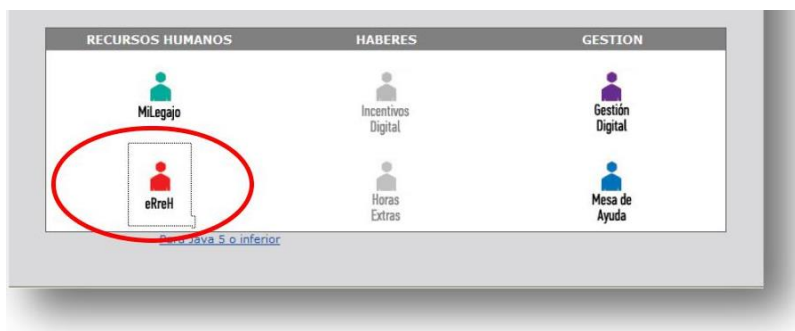 RECURSOS HUMANOS HABERES GESTION
MiLegajo
Incentivos
Digital
Gestión
Digital
eRreH
Horas
Extras
Mesa de
Ayuda
Para Java 5 o inferior